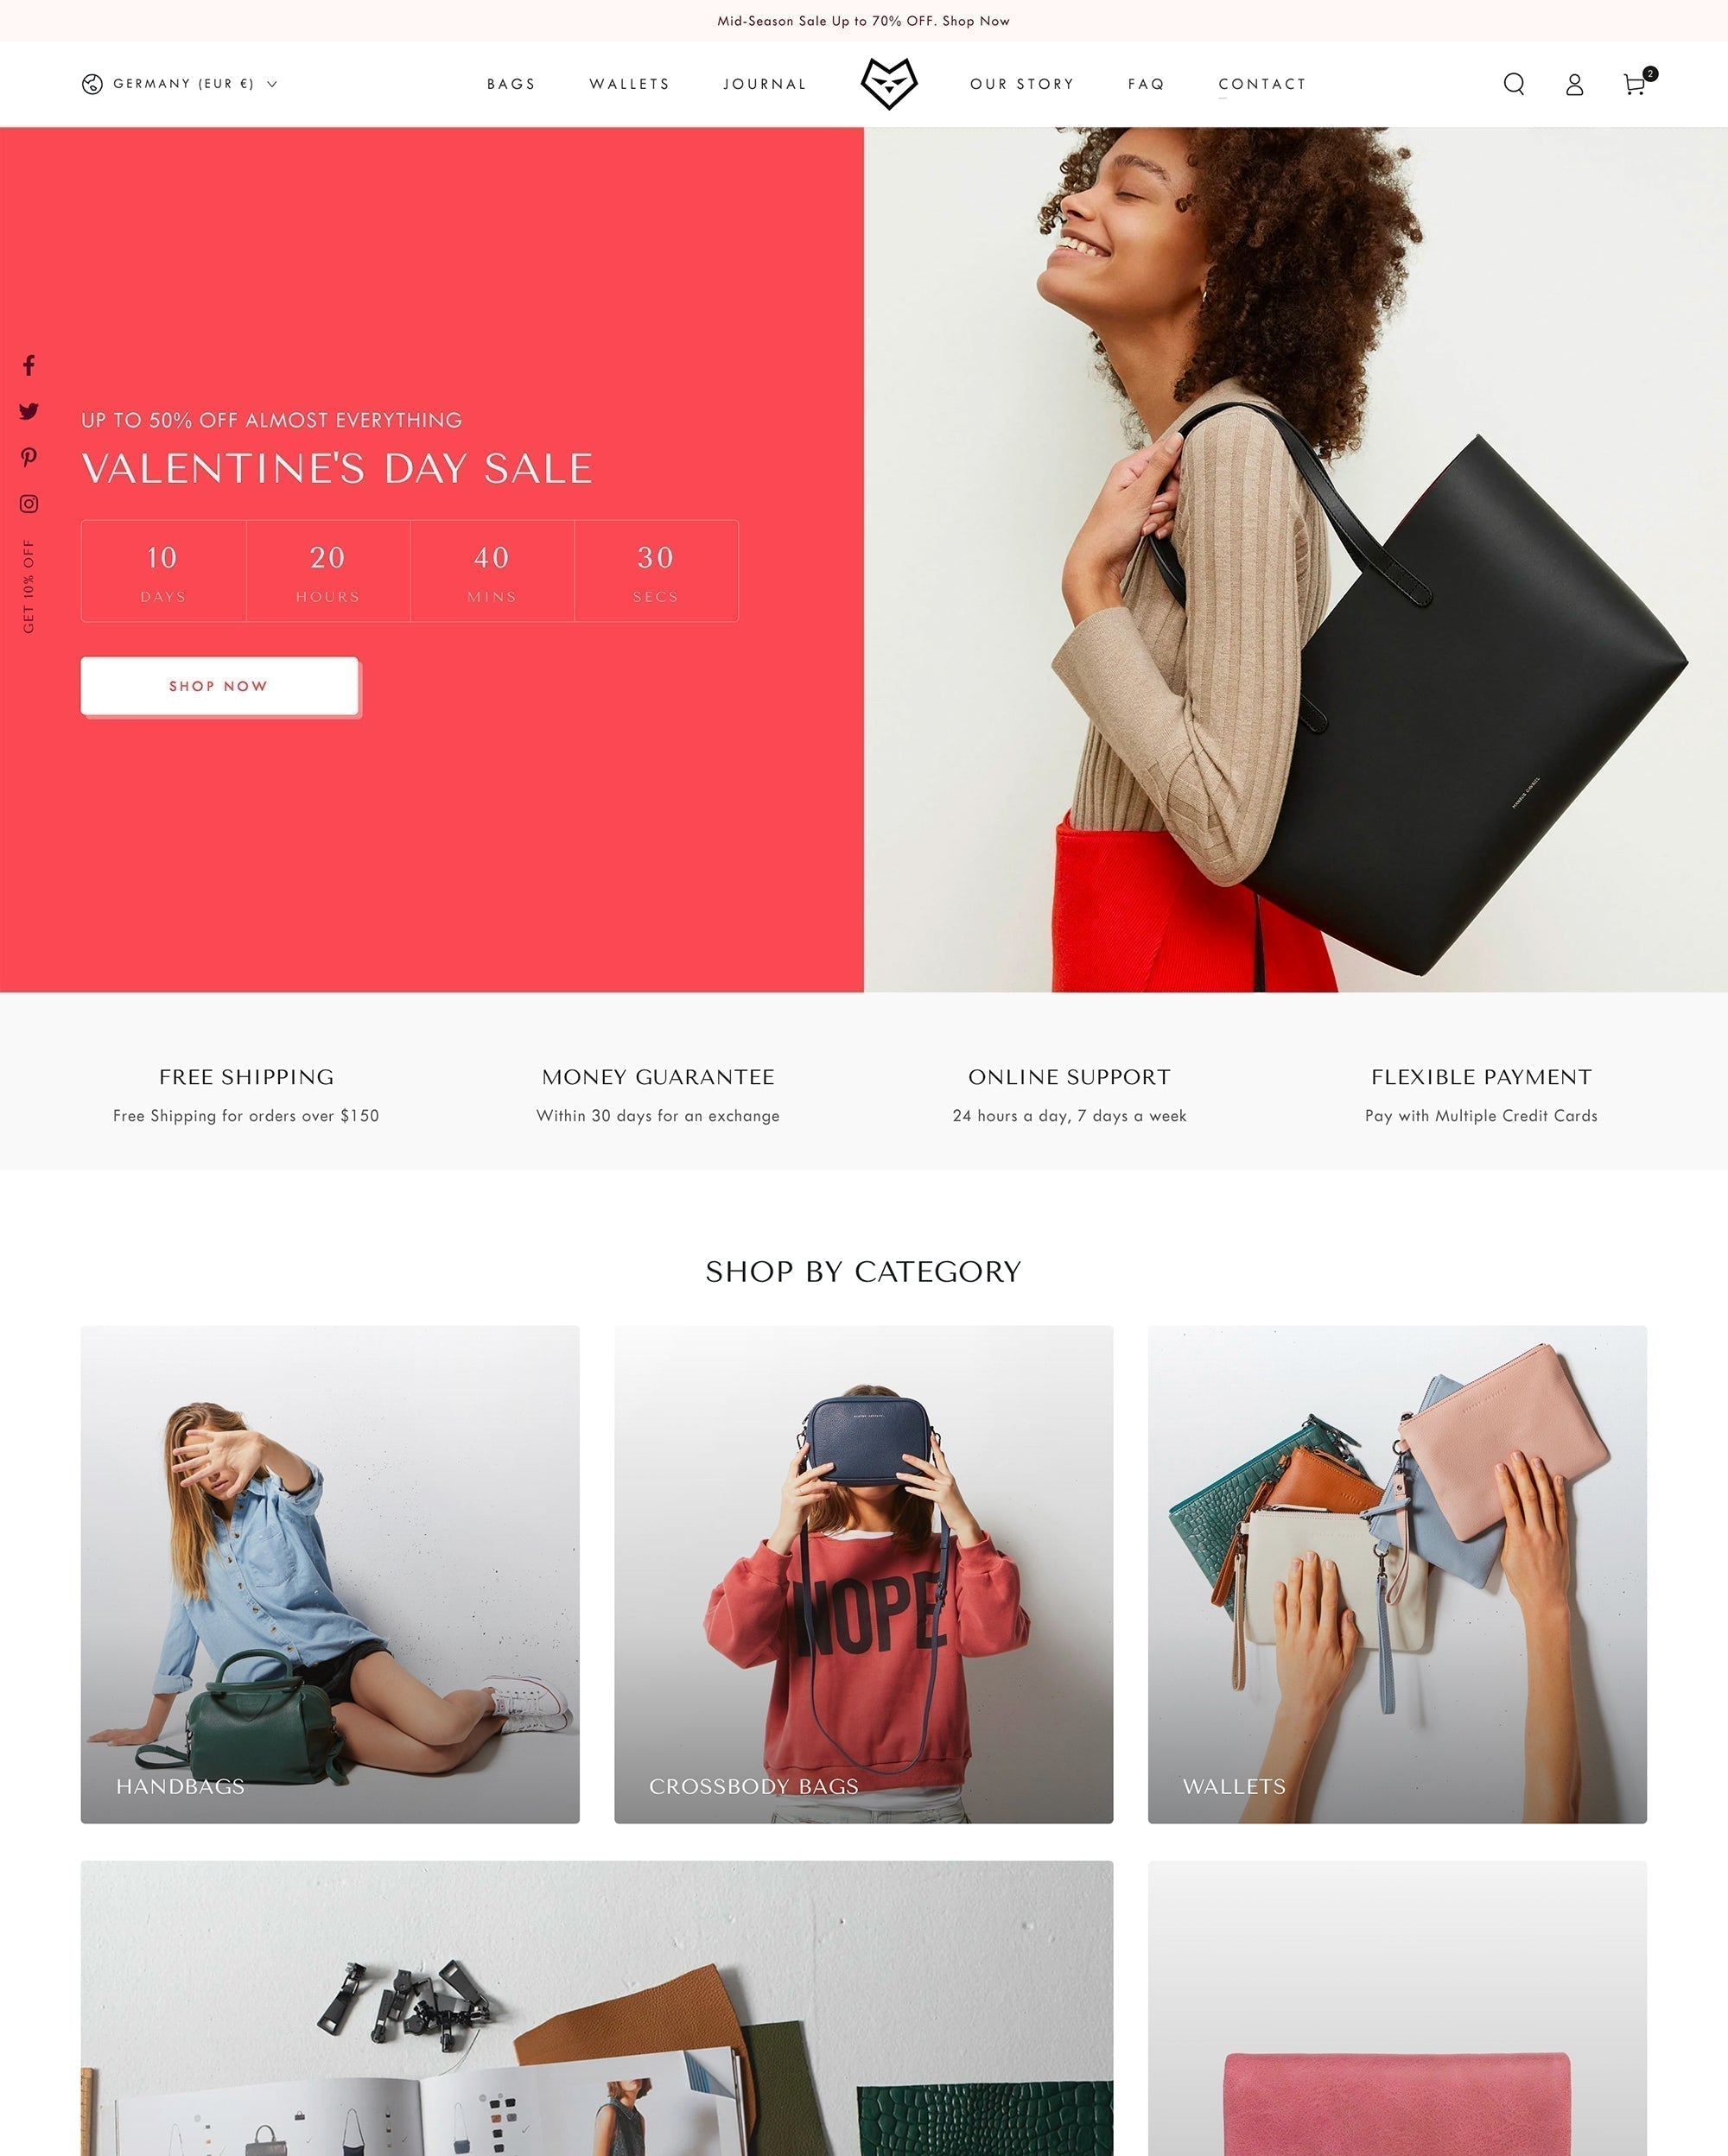 Mid-Season Sale Up to 70% OFF. Shop Now
GERMANY (EUR €)
BAGS
WALLETS
JOURNAL
OUR STORY
FAQ
CONTACT
2
UP TO 50% OFF ALMOST EVERYTHING
VALENTINE'S DAY SALE
10
DAYS
20
HOURS
40
MINS
30
SECS
GET 10% OFF
SHOP NOW
FREE SHIPPING
Free Shipping for orders over $150
MONEY GUARANTEE
Within 30 days for an exchange
ONLINE SUPPORT
24 hours a day, 7 days a week
FLEXIBLE PAYMENT
Pay with Multiple Credit Cards
SHOP BY CATEGORY
NOPE
HANDBAGS
CROSSBODY BAGS
WALLETS